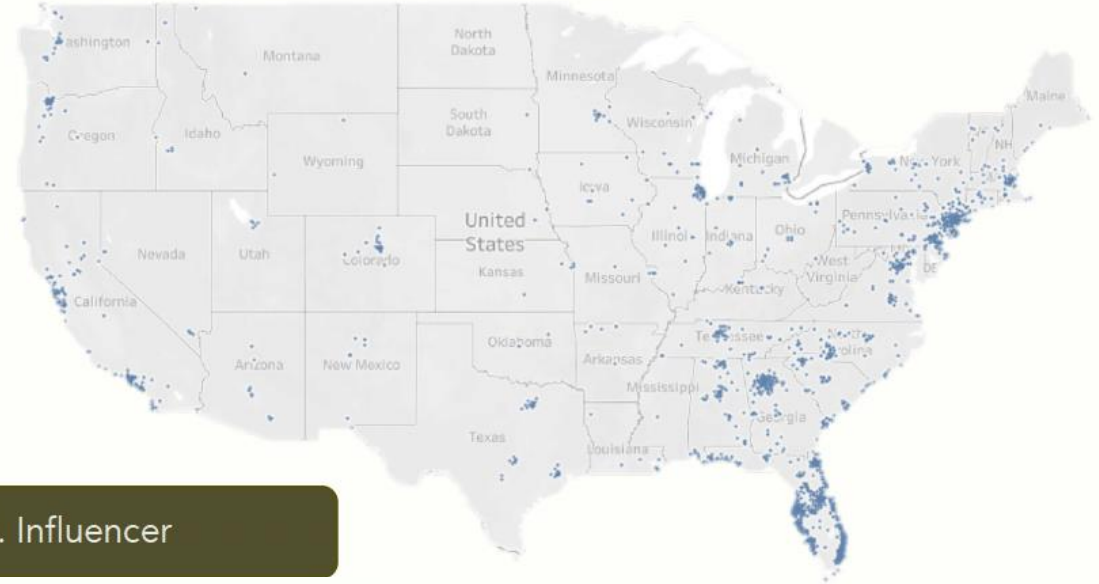 ashington
Montana
North
Dakota
Minnesota
Maine
Oregon
Idaho
South
Dakota
Wisconsin
Michigan
New York
NH
Wyoming
Iowa
Pennsylvania
Nevada
Utah
Colorado
United
States
Kansas
Illinois
Indiana
Ohio
West
Virginia
DE
California
Missouri
Kentucky
Arizona
New Mexico
Oklahoma
Arkansas
Tennessee
North
Carolina
Mississippi
Georgia
Texas
Louisiana
. Influencer